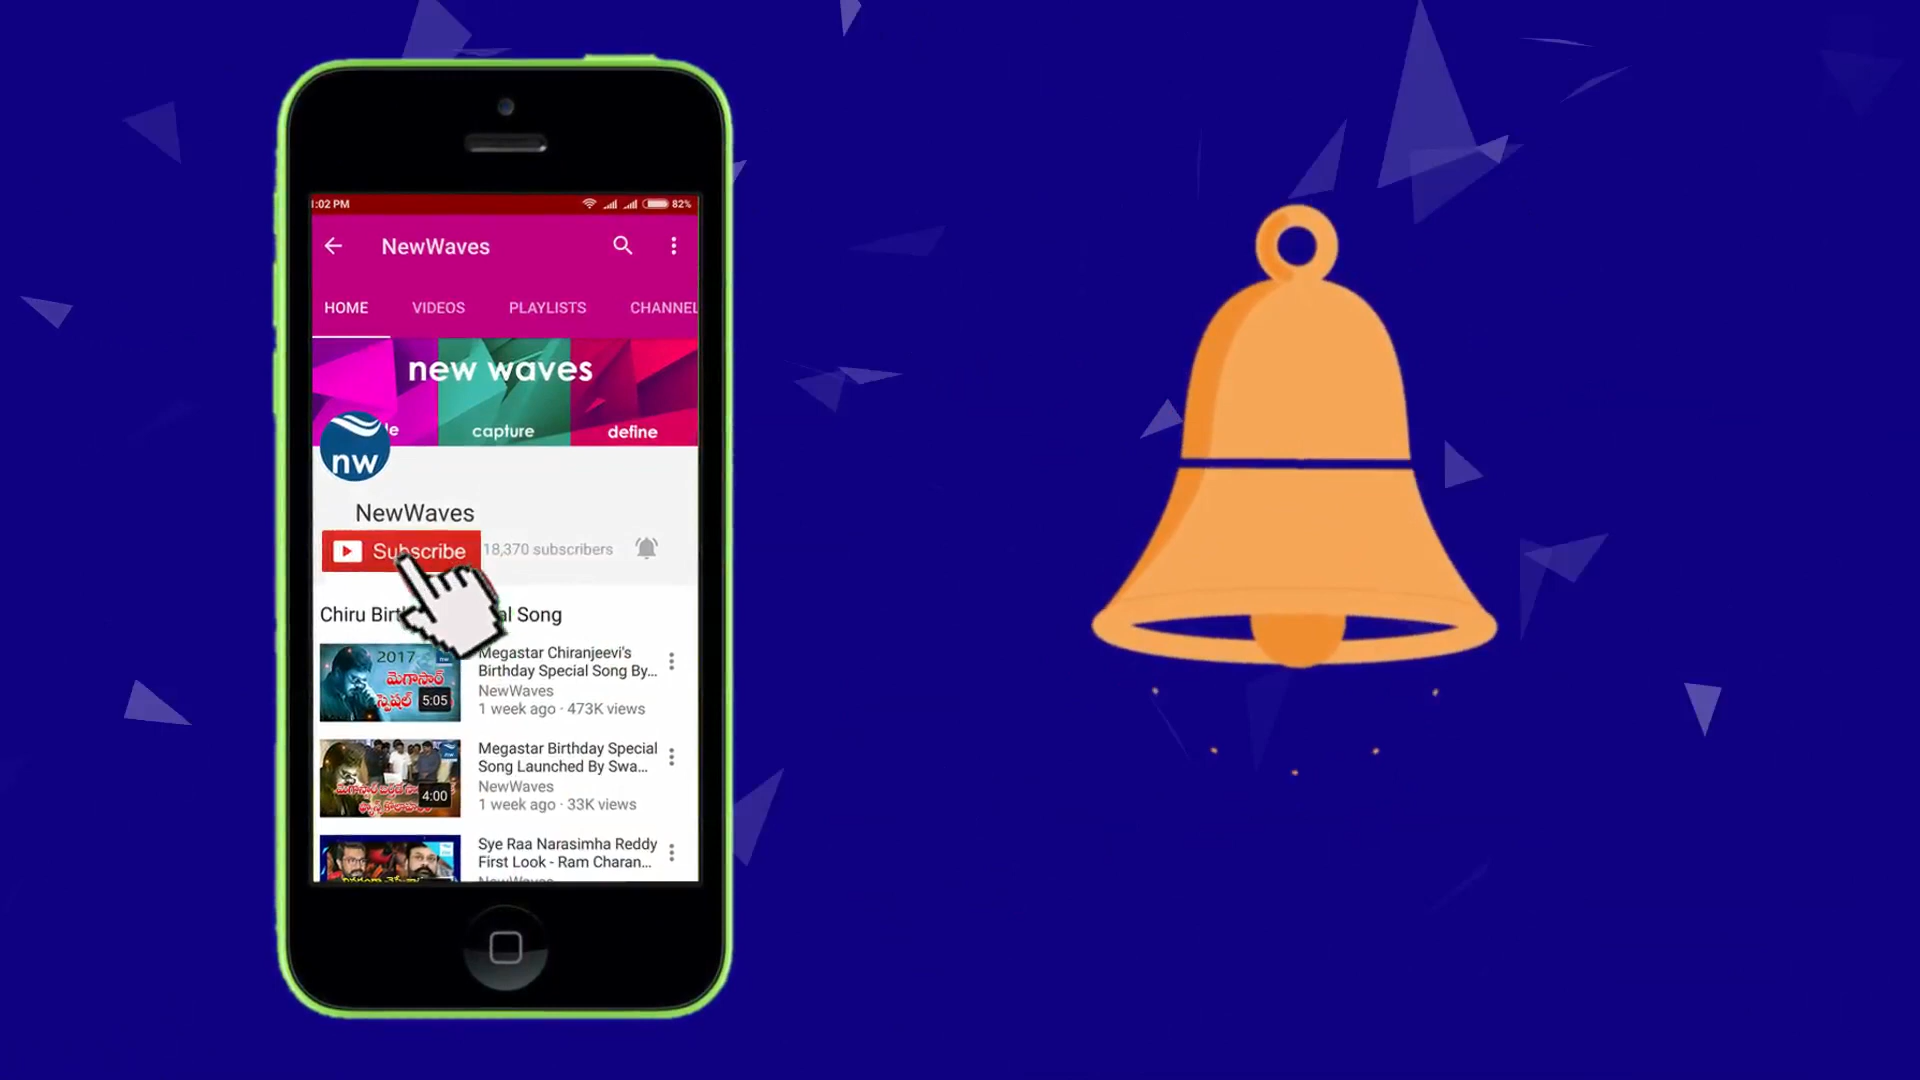 1:02 PM
82%
NewWaves
HOME VIDEOS PLAYLISTS CHANNEL
new waves
capture
define
nw
NewWaves
Subscribe
18,370 subscribers
Song
2017
మెగాస్టార్
స్పెషల్
5:05
Megastar Chiranjeevi's
Birthday Special Song By...
NewWaves
1 week ago · 473K views
4:00
Megastar Birthday Special
Song Launched By Swa...
NewWaves
1 week ago · 33K views
Sye Raa Narasimha Reddy
First Look - Ram Charan...